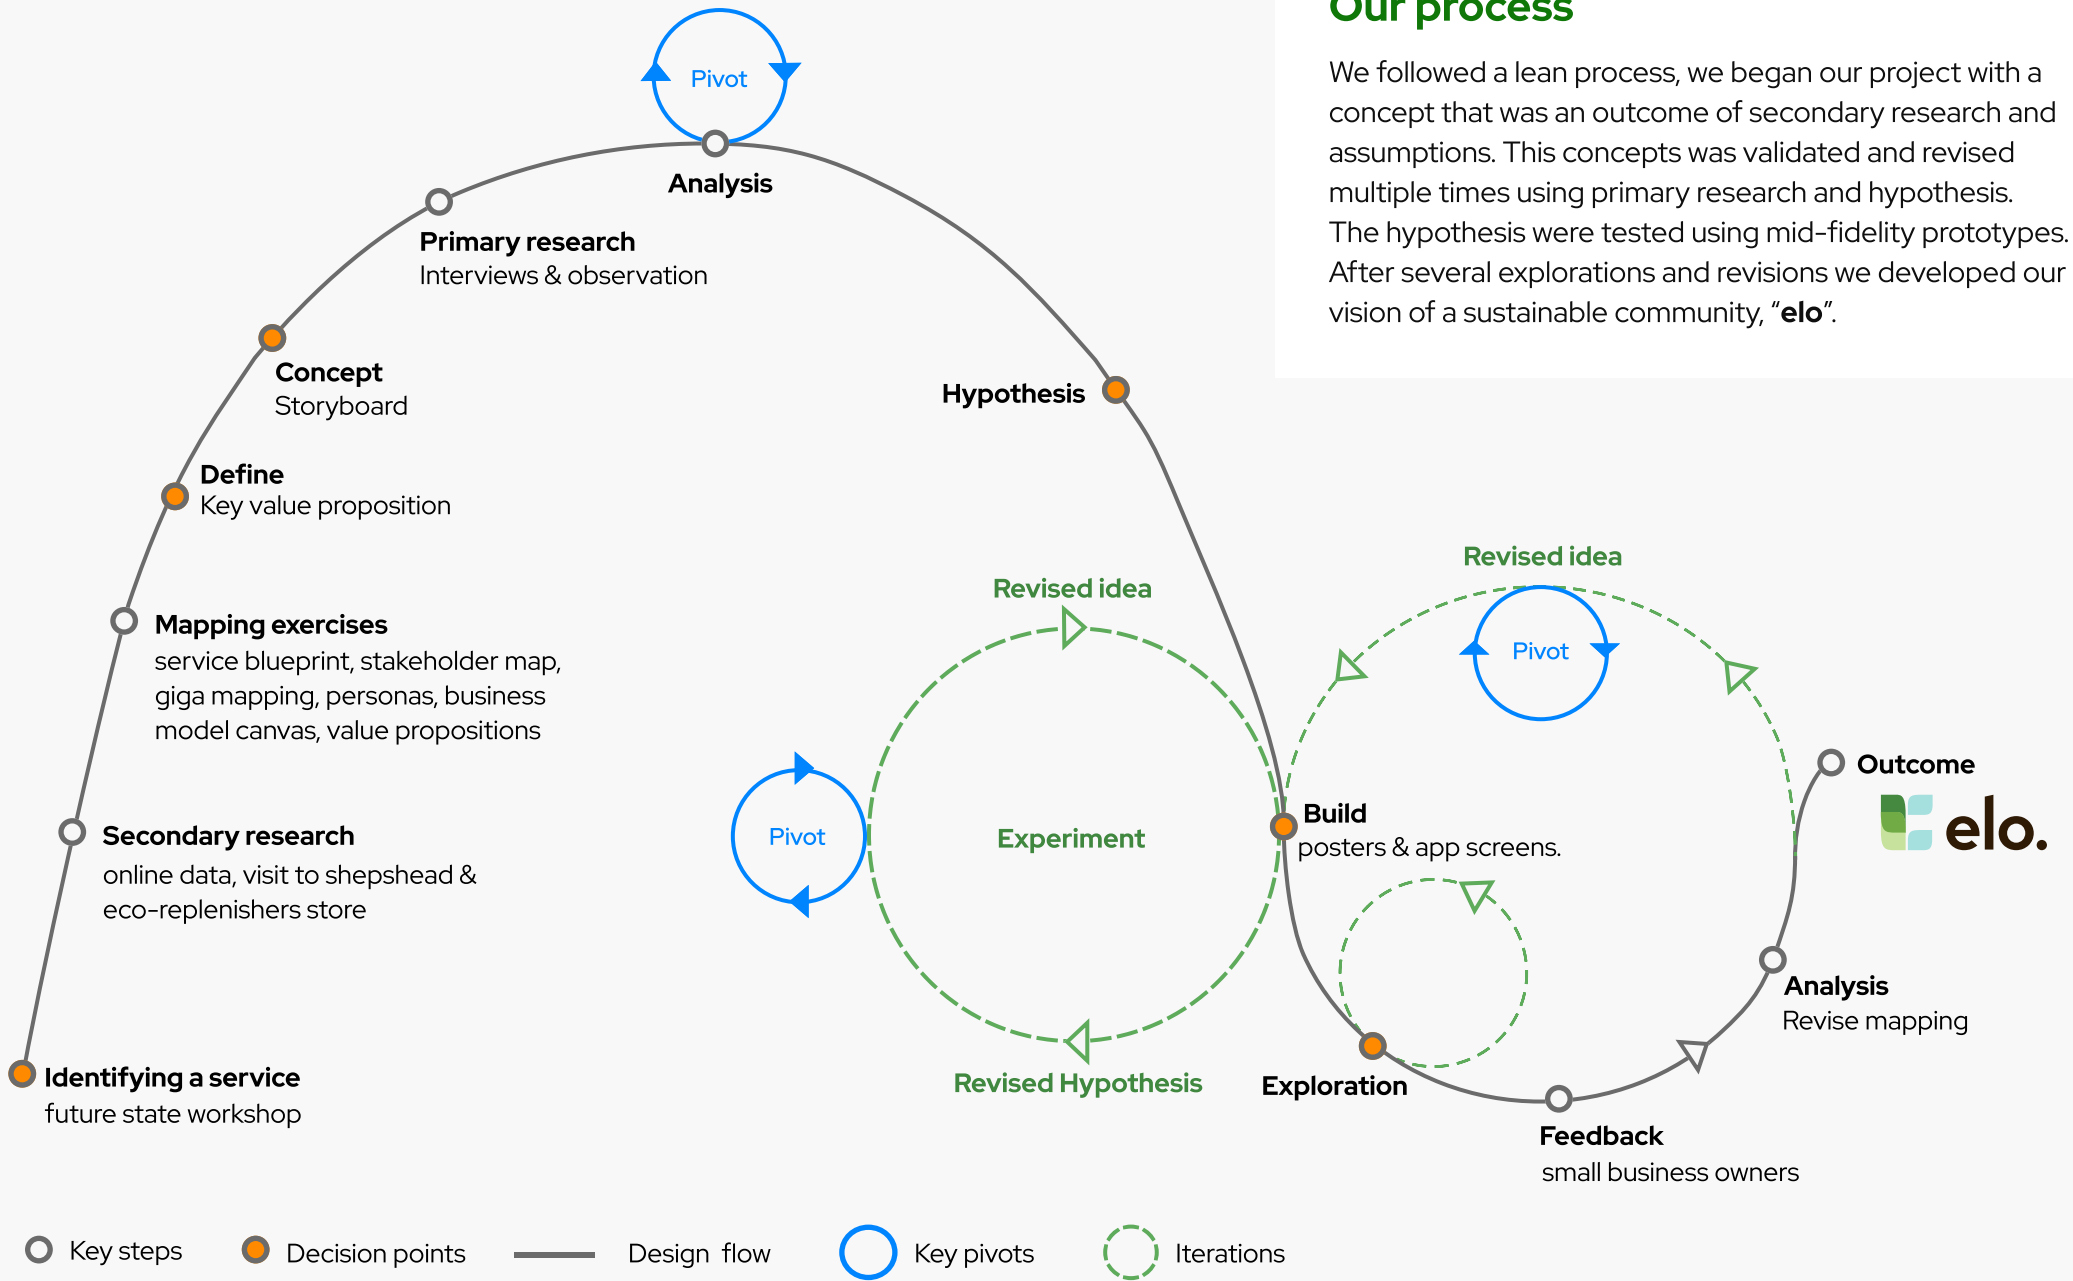 Our process
We followed a lean process, we began our project with a
concept that was an outcome of secondary research and
assumptions. This concepts was validated and revised
multiple times using primary research and hypothesis.
The hypothesis were tested using mid-fidelity prototypes.
After several explorations and revisions we developed our
vision of a sustainable community, “elo”.
Pivot
Analysis
Primary research
Interviews & observation
Concept
Storyboard
Hypothesis
Define
Key value proposition
Mapping exercises
service blueprint, stakeholder map,
giga mapping, personas, business
model canvas, value propositions
Secondary research
online data, visit to shepshead &
eco-replenishers store
Identifying a service
future state workshop
Revised idea
Pivot
Experiment
Revised Hypothesis
Revised idea
Pivot
Build
posters & app screens.
Exploration
Feedback
small business owners
Analysis
Revise mapping
Outcome
elo.
Key steps
Decision points
Design flow
Key pivots
Iterations